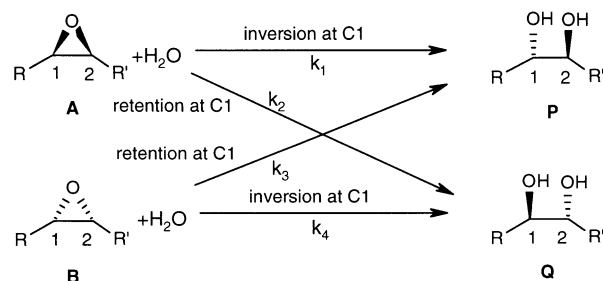 O
R 1 2 R'
A
+H₂O
inversion at C1
k₁
OH OH
R 1 2 R'
P
retention at C1
k₂
retention at C1
k₃
O
R 1 2 R'
B
+H₂O
inversion at C1
k₄
OH OH
R 1 2 R'
Q